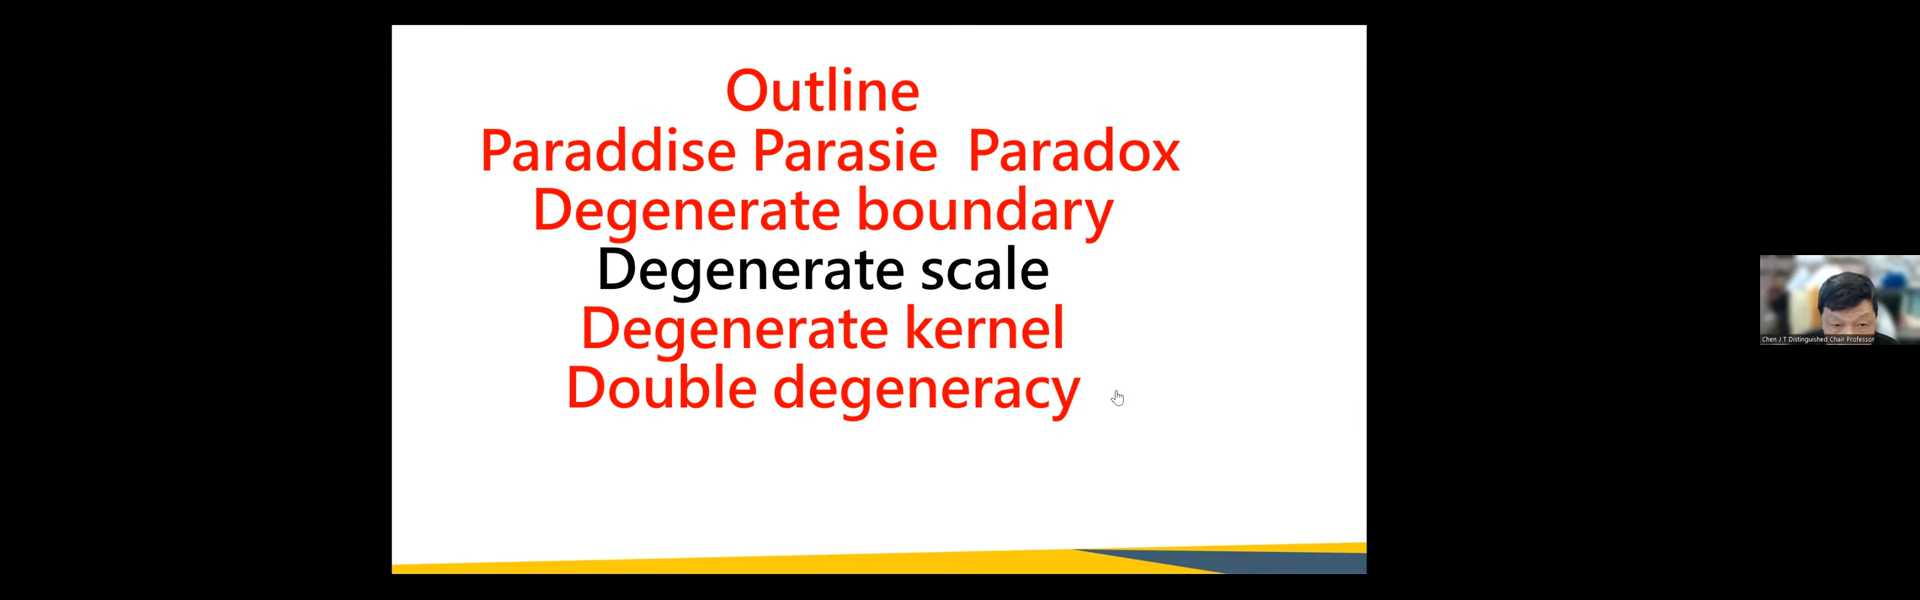 Outline
Paraddise Parasie Paradox
Degenerate boundary
Degenerate scale
Degenerate kernel
Double degeneracy
Chen J T Distinguished Chair Professor